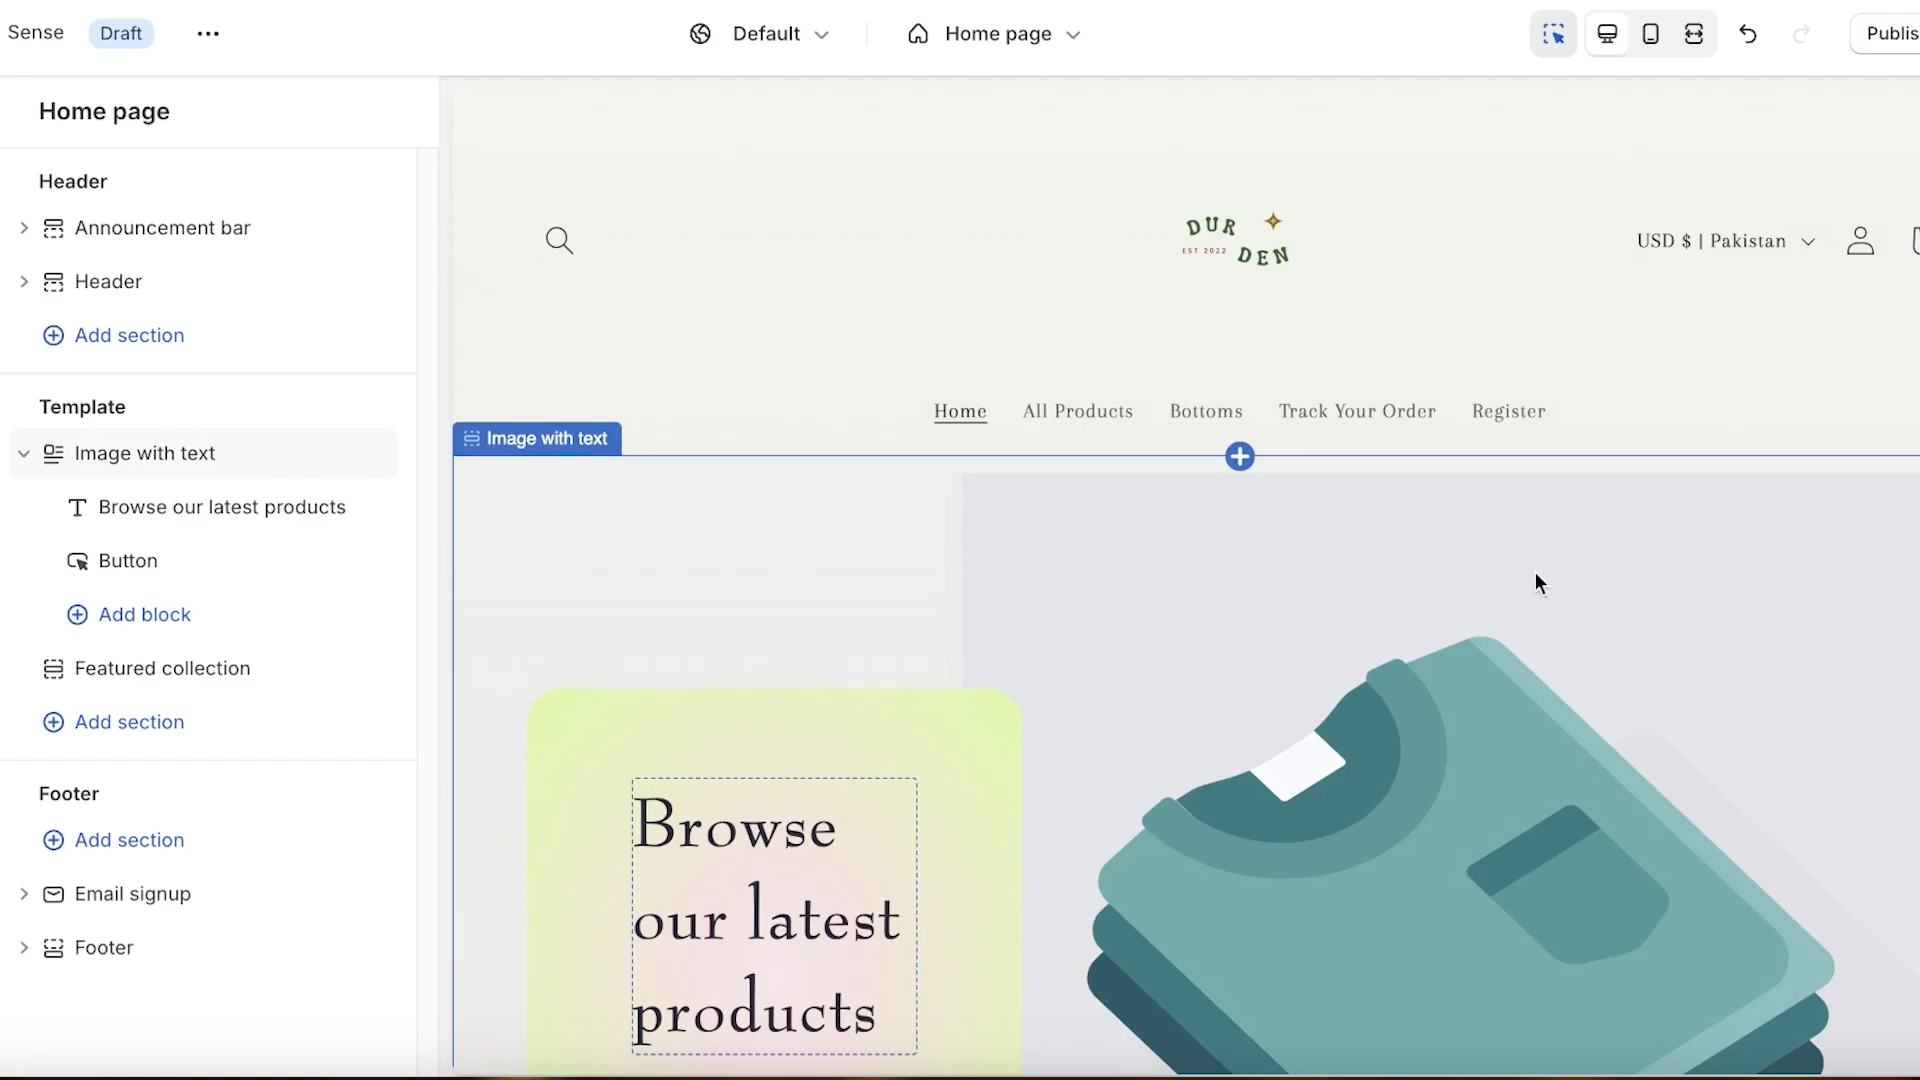 Sense Draft Default Home page Publis
Home page
Header
Announcement bar
Header
Add section
Template
Image with text
Browse our latest products
Button
Add block
Featured collection
Add section
Footer
Add section
Email signup
Footer
DUR
EST 2022 DEN
USD $ | Pakistan
Home All Products Bottoms Track Your Order Register
Image with text
Browse
our latest
products